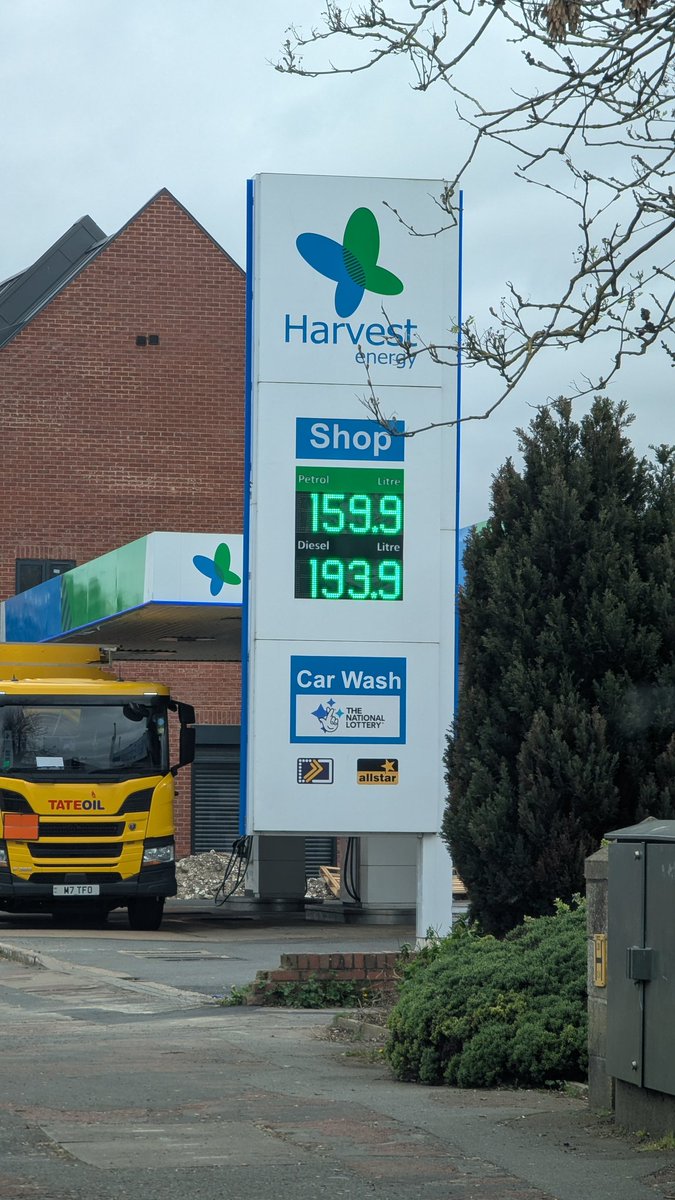 Harvest
energy
Shop
Petrol Litre
159.9
Diesel Litre
193.9
Car Wash
THE
NATIONAL
LOTTERY
allstar
TATEOIL
M7 TFO
H